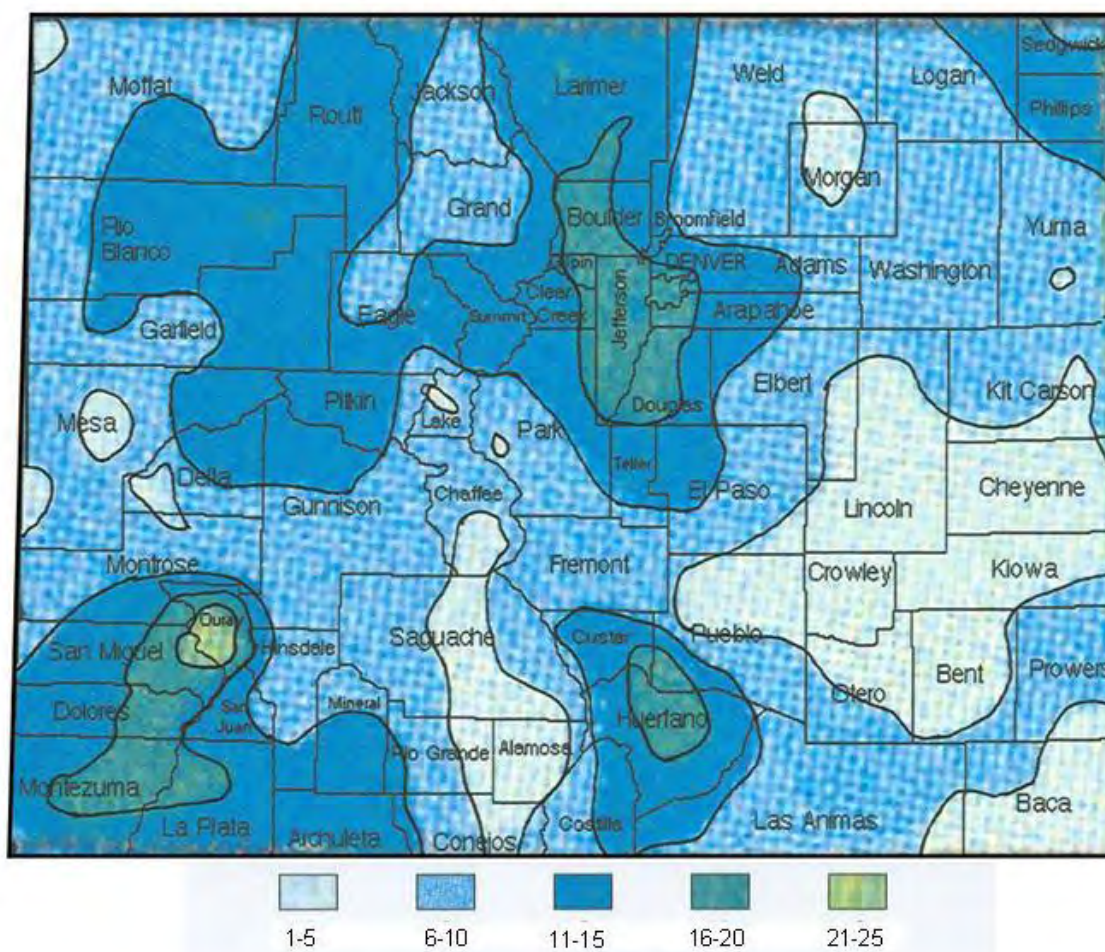 Moffat
Routt
Jackson
Larimer
Weld
Logan
Sedgwick
Phillips
Morgan
Grand
Boulder
Broomfield
Yuma
Rio
Blanco
Gilpin
DENVER
Adams
Washington
Garfield
Eagle
Clear
Summit
Creek
Jefferson
Arapahoe
Elbert
Kit Carson
Mesa
Pitkin
Lake
Park
Douglas
Delta
Teller
Gunnison
Chaffee
El Paso
Lincoln
Cheyenne
Montrose
Fremont
Crowley
Kiowa
Ouray
San Miguel
Hinsdale
Saguache
Custer
Pueblo
Bent
Prowers
Otero
Dolores
San
Juan
Mineral
Huerfano
Montezuma
Rio Grande
Alamosa
Baca
La Plata
Archuleta
Conejos
Costilla
Las Animas
1-5
6-10
11-15
16-20
21-25